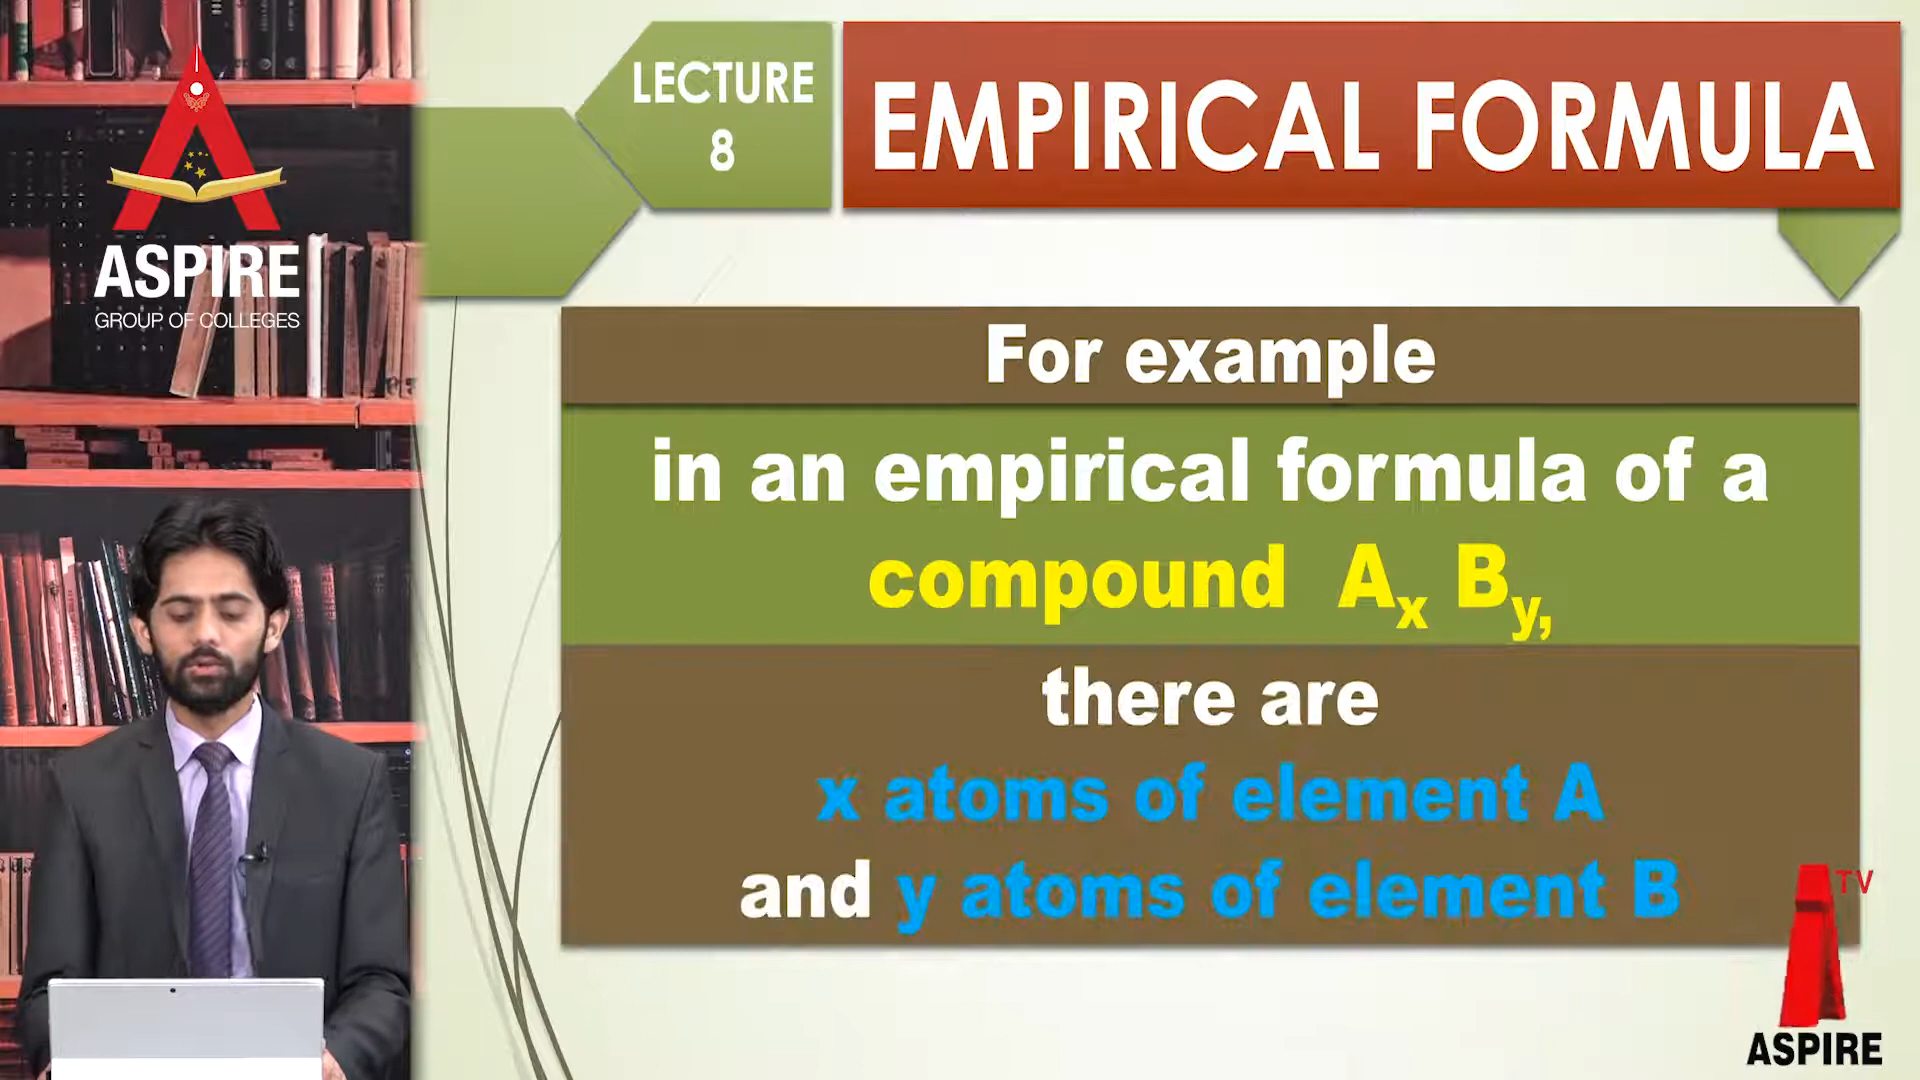 ASPIRE
GROUP OF COLLEGES
LECTURE
8
EMPIRICAL FORMULA
For example
in an empirical formula of a
compound Aₓ Bᵧ,
there are
x atoms of element A
and y atoms of element B
TV
ASPIRE